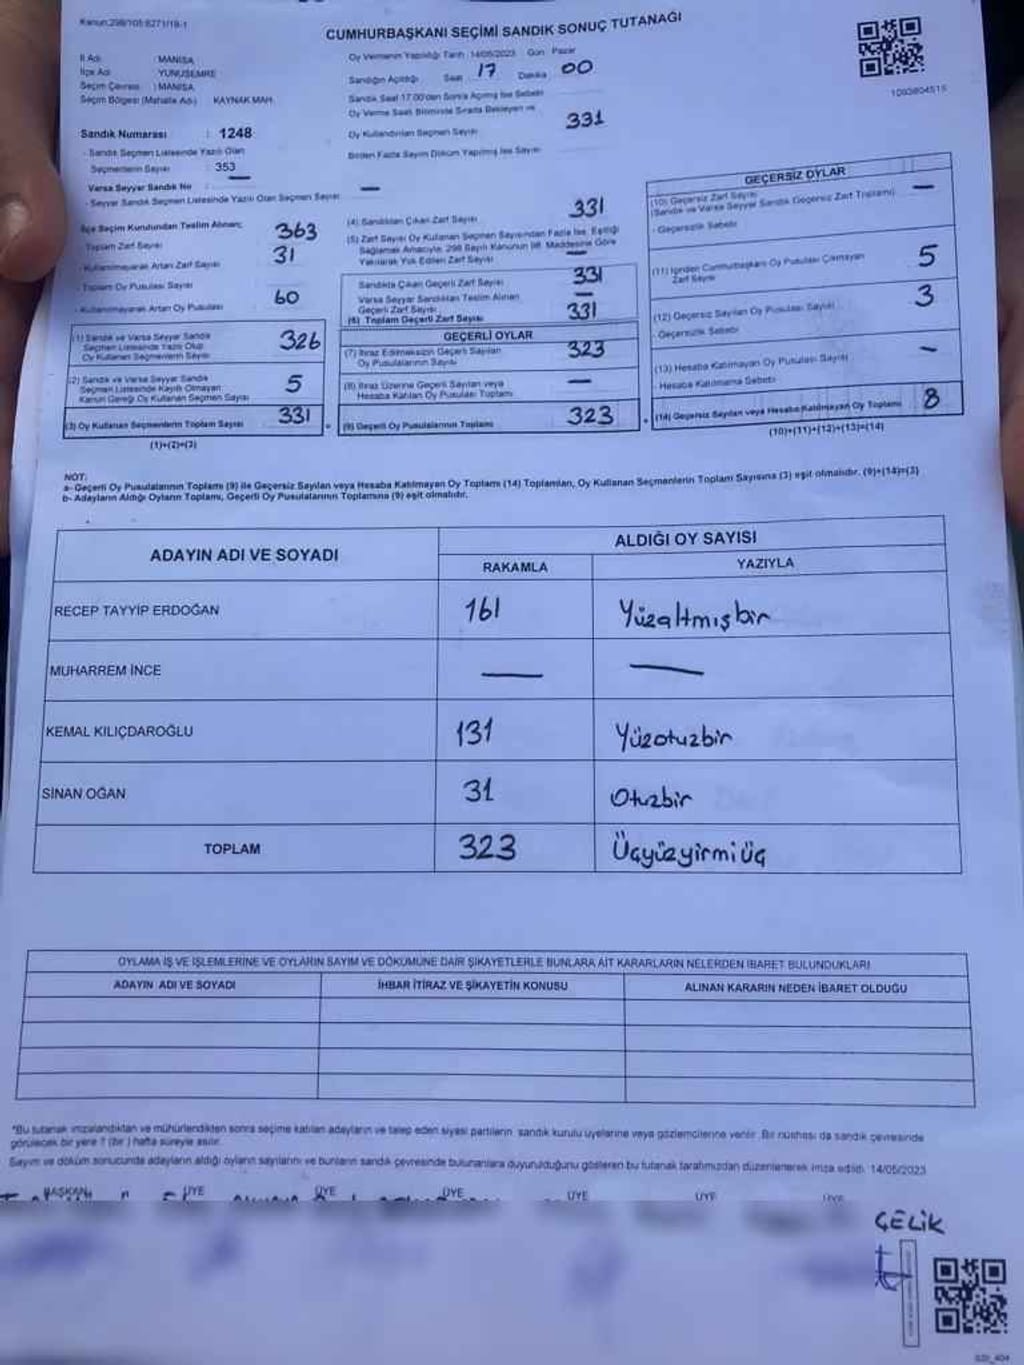 Kanun:298/105 8271/19-1
CUMHURBAŞKANI SEÇİMİ SANDIK SONUÇ TUTANAĞI
İl Adı MANİSA
İlçe Adı YUNUSEMRE
Seçim Çevresi : MANİSA
Seçim Bölgesi (Mahalle Adı) KAYNAK MAH.
Sandık Numarası : 1248
- Sandık Seçmen Listesinde Yazılı Olan
Seçmenlerin Sayısı 353
Varsa Seyyar Sandık No —
- Seyyar Sandık Seçmen Listesinde Yazılı Olan Seçmen Sayısı —
İlçe Seçim Kurulundan Teslim Alınan;
- Toplam Zarf Sayısı 363
- Kullanılmayarak Artan Zarf Sayısı 31
- Toplam Oy Pusulası Sayısı
- Kullanılmayarak Artan Oy Pusulası 60
(1) Sandık ve Varsa Seyyar Sandık
Seçmen Listesinde Yazılı Olup
Oy Kullanan Seçmenlerin Sayısı 326
(2) Sandık ve Varsa Seyyar Sandık
Seçmen Listesinde Kayıtlı Olmayan
Kanun Gereği Oy Kullanan Seçmen Sayısı 5
(3) Oy Kullanan Seçmenlerin Toplam Sayısı 331
(1)+(2)=(3)
Oy Vermenin Yapıldığı Tarih 14/05/2023 Gün Pazar
Sandığın Açıldığı Saat 17 Dakika 00
Sandık Saat 17.00'den Sonra Açılmış İse Sebebi
Oy Verme Saati Bitiminde Sırada Bekleyen ve
Oy Kullandırılan Seçmen Sayısı 331
Birden Fazla Sayım Döküm Yapılmış İse Sayısı
(4) Sandıktan Çıkan Zarf Sayısı 331
(5) Zarf Sayısı Oy Kullanan Seçmen Sayısından Fazla İse, Eşitliği
Sağlamak Amacıyla, 298 Sayılı Kanunun 98. Maddesine Göre
Yakılarak Yok Edilen Zarf Sayısı —
Sandıkta Çıkan Geçerli Zarf Sayısı 331
Varsa Seyyar Sandıktan Teslim Alınan
Geçerli Zarf Sayısı —
(6) Toplam Geçerli Zarf Sayısı 331
GEÇERLİ OYLAR
(7) İtiraz Edilmeksizin Geçerli Sayılan
Oy Pusulalarının Sayısı 323
(8) İtiraz Üzerine Geçerli Sayılan veya
Hesaba Katılan Oy Pusulası Toplamı —
(9) Geçerli Oy Pusulalarının Toplamı 323
1093804515
GEÇERSİZ OYLAR
(10) Geçersiz Zarf Sayısı
(Sandık ve Varsa Seyyar Sandık Geçersiz Zarf Toplamı) —
- Geçersizlik Sebebi
(11) İçinden Cumhurbaşkanı Oy Pusulası Çıkmayan
Zarf Sayısı 5
(12) Geçersiz Sayılan Oy Pusulası Sayısı 3
- Geçersizlik Sebebi
(13) Hesaba Katılmayan Oy Pusulası Sayısı —
- Hesaba Katılmama Sebebi
(14) Geçersiz Sayılan veya Hesaba Katılmayan Oy Toplamı 8
(10)+(11)+(12)+(13)=(14)
NOT:
a- Geçerli Oy Pusulalarının Toplamı (9) ile Geçersiz Sayılan veya Hesaba Katılmayan Oy Toplamı (14) Toplamları, Oy Kullanan Seçmenlerin Toplam Sayısına (3) eşit olmalıdır. (9)+(14)=(3)
b- Adayların Aldığı Oyların Toplamı, Geçerli Oy Pusulalarının Toplamına (9) eşit olmalıdır.
ADAYIN ADI VE SOYADI
ALDIĞI OY SAYISI
RAKAMLA YAZIYLA
RECEP TAYYİP ERDOĞAN 161 Yüzaltmışbir
MUHARREM İNCE — —
KEMAL KILIÇDAROĞLU 131 Yüzotuzbir
SİNAN OĞAN 31 Otuzbir
TOPLAM 323 Üçyüzyirmiüç
OYLAMA İŞ VE İŞLEMLERİNE VE OYLARIN SAYIM VE DÖKÜMÜNE DAİR ŞİKAYETLERLE BUNLARA AİT KARARLARIN NELERDEN İBARET BULUNDUKLARI
ADAYIN ADI VE SOYADI İHBAR İTİRAZ VE ŞİKAYETİN KONUSU ALINAN KARARIN NEDEN İBARET OLDUĞU
*Bu tutanak imzalandıktan ve mühürlendikten sonra seçime katılan adayların ve talep eden siyasi partilerin sandık kurulu üyelerine veya gözlemcilerine verilir. Bir nüshası da sandık çevresinde
görülecek bir yere 1 (bir) hafta süreyle asılır.
Sayım ve döküm sonucunda adayların aldığı oyların sayılarını ve bunların sandık çevresinde bulunanlara duyurulduğunu gösteren bu tutanak tarafımızdan düzenlenerek imza edildi. 14/05/2023
BAŞKAN ÜYE ÜYE ÜYE ÜYE ÜYE ÜYE
ÇELİK